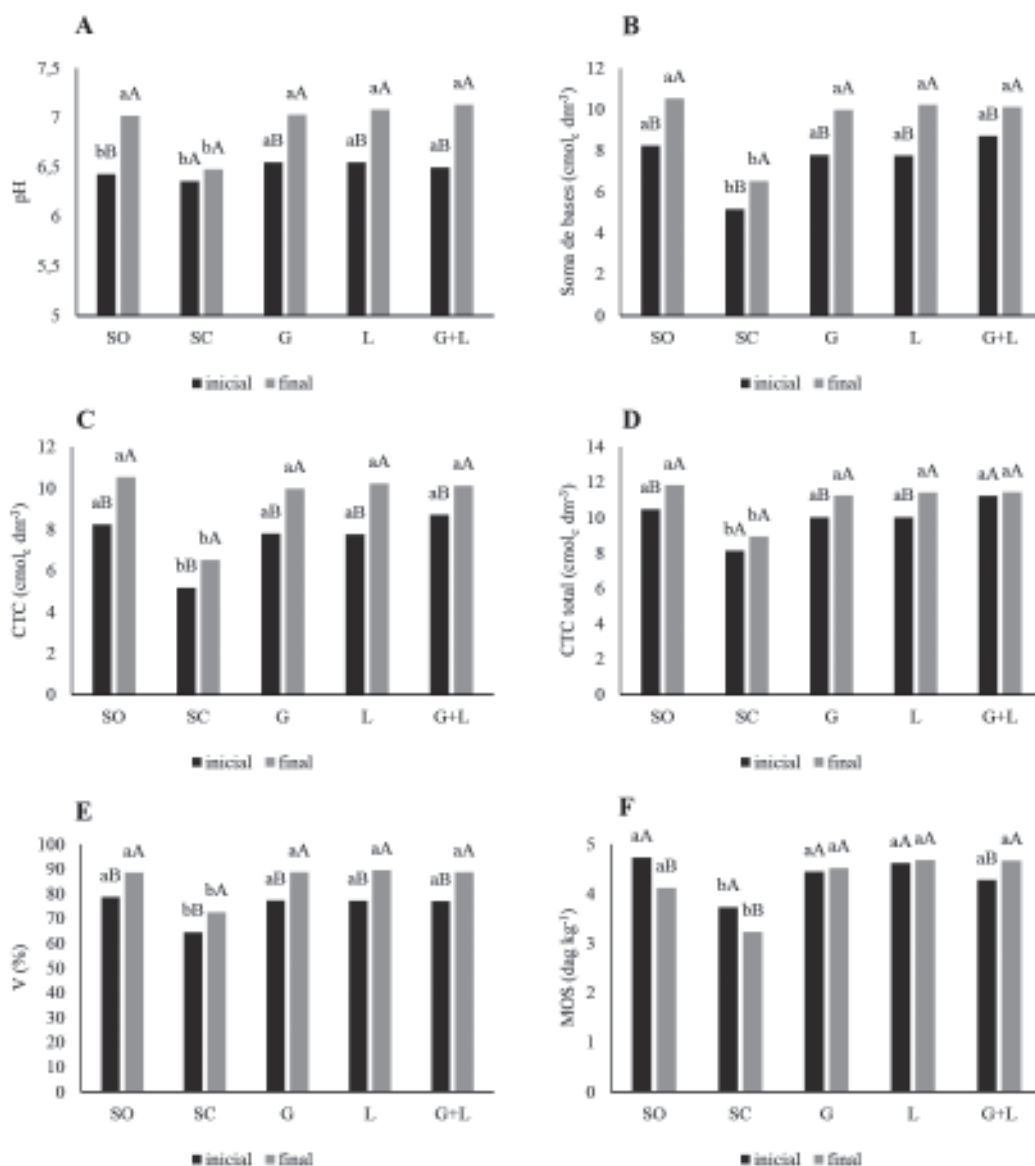 A
pH
7,5
7
6,5
6
5,5
5
bB aA
bA bA
aB aA
aB aA
aB aA
SO SC G L G+L
inicial final
B
Soma de bases (cmolc dm-3)
12
10
8
6
4
2
0
aB aA
bB bA
aB aA
aB aA
aB aA
SO SC G L G+L
inicial final
C
CTC (cmolc dm-3)
12
10
8
6
4
2
0
aB aA
bB bA
aB aA
aB aA
aB aA
SO SC G L G+L
inicial final
D
CTC total (cmolc dm-3)
14
12
10
8
6
4
2
0
aB aA
bA bA
aB aA
aB aA
aA aA
SO SC G L G+L
inicial final
E
V (%)
100
90
80
70
60
50
40
30
20
10
0
aB aA
bB bA
aB aA
aB aA
aB aA
SO SC G L G+L
inicial final
F
MOS (dag kg-1)
5
4
3
2
1
0
aA aB
bA bB
aA aA
aA aA
aB aA
SO SC G L G+L
inicial final